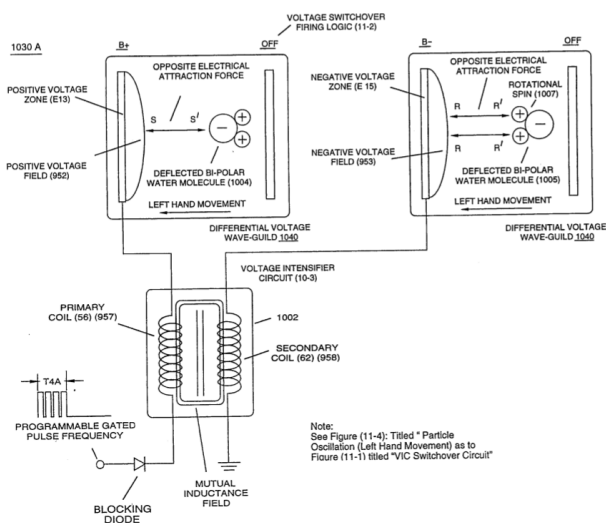 VOLTAGE SWITCHOVER
FIRING LOGIC (11-2)
1030 A
B+
OFF
B-
OFF
OPPOSITE ELECTRICAL
ATTRACTION FORCE
POSITIVE VOLTAGE
ZONE (E13)
S
S'
+
+
−
POSITIVE VOLTAGE
FIELD (952)
DEFLECTED BI-POLAR
WATER MOLECULE (1004)
LEFT HAND MOVEMENT
DIFFERENTIAL VOLTAGE
WAVE-GUILD 1040
OPPOSITE ELECTRICAL
ATTRACTION FORCE
NEGATIVE VOLTAGE
ZONE (E 15)
ROTATIONAL
SPIN (1007)
R
R'
R
R'
+
+
−
NEGATIVE VOLTAGE
FIELD (953)
DEFLECTED BI-POLAR
WATER MOLECULE (1005)
LEFT HAND MOVEMENT
DIFFERENTIAL VOLTAGE
WAVE-GUILD 1040
VOLTAGE INTENSIFIER
CIRCUIT (10-3)
PRIMARY
COIL (56) (957)
1002
SECONDARY
COIL (62) (958)
T4A
PROGRAMMABLE GATED
PULSE FREQUENCY
BLOCKING
DIODE
MUTUAL
INDUCTANCE
FIELD
Note:
See Figure (11-4): Titled " Particle
Oscillation (Left Hand Movement) as to
Figure (11-1) titled "VIC Switchover Circuit"